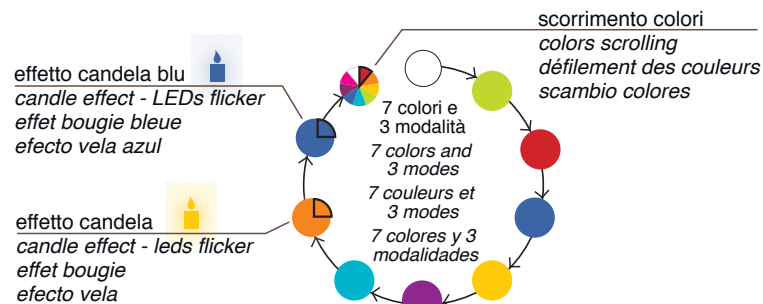 scorrimento colori
colors scrolling
défilement des couleurs
scambio colores
effetto candela blu
candle effect - LEDs flicker
effet bougie bleue
efecto vela azul
7 colori e
3 modalità
7 colors and
3 modes
7 couleurs et
3 modes
7 colores y 3
modalidades
effetto candela
candle effect - leds flicker
effet bougie
efecto vela